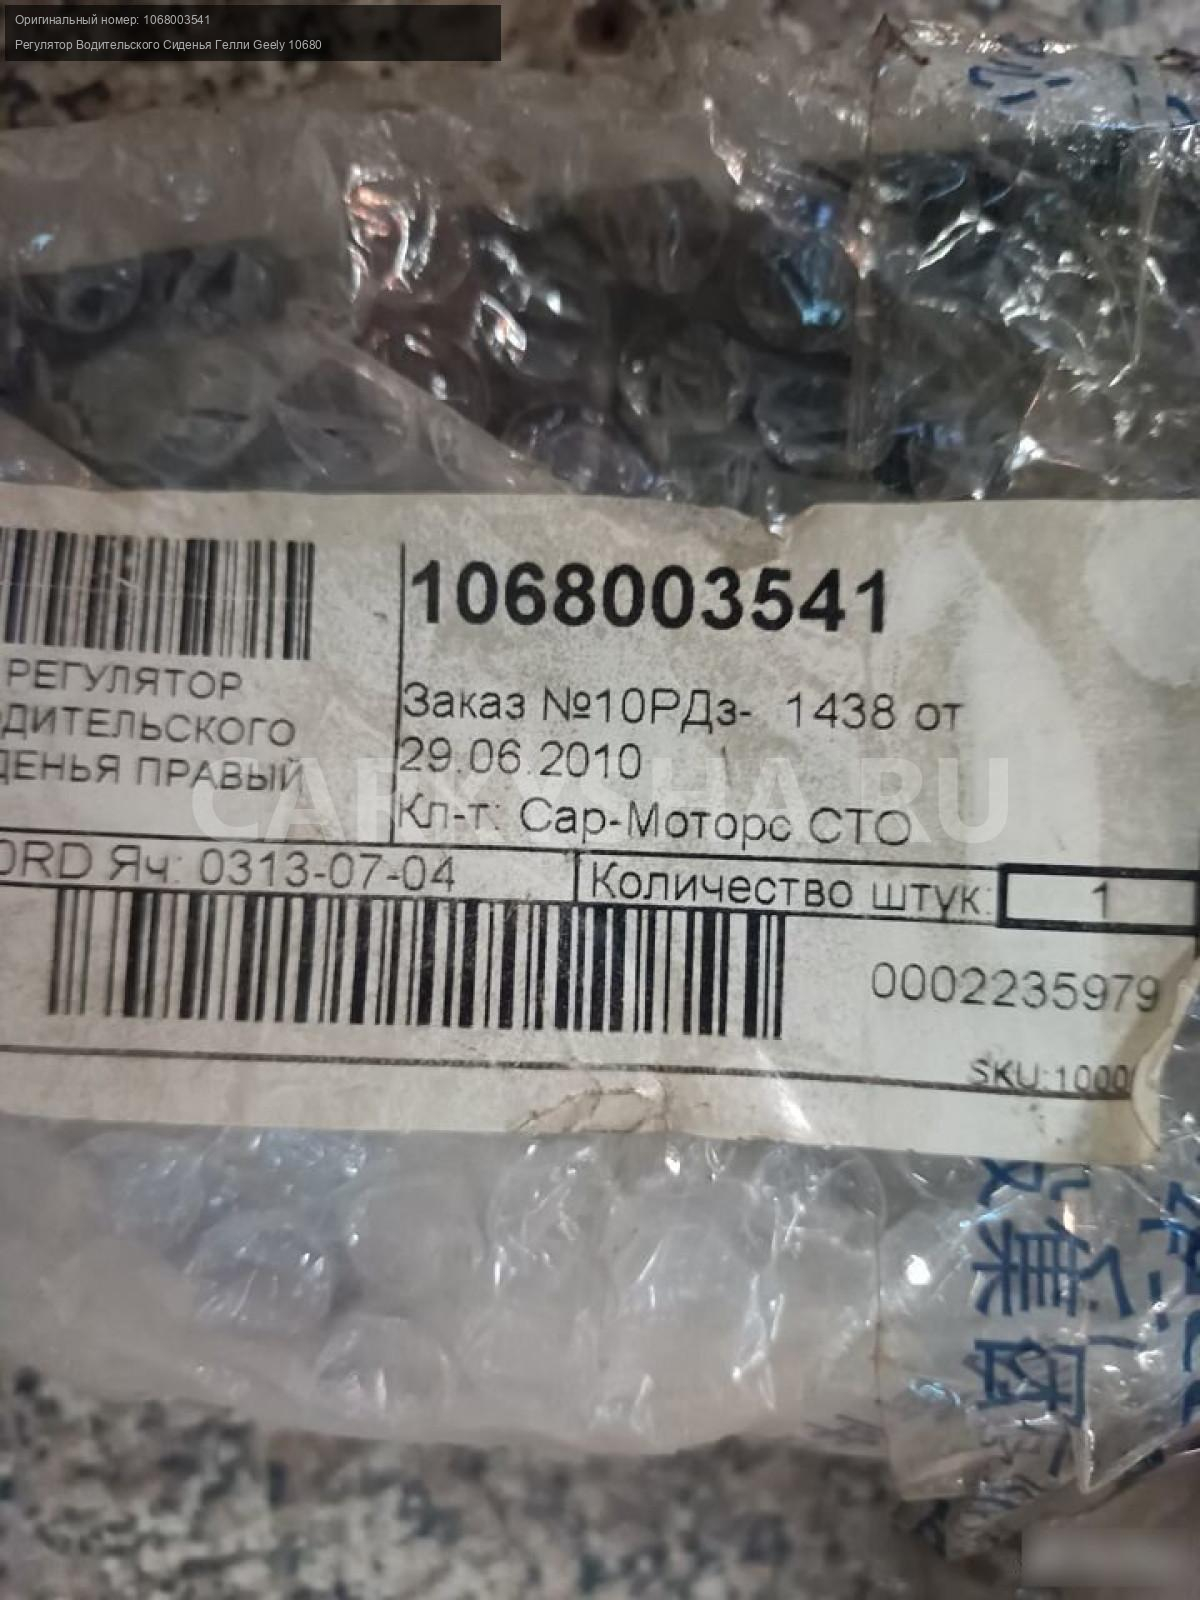 Оригинальный номер: 1068003541
Регулятор Водительского Сиденья Гелли Geely 10680
1068003541
РЕГУЛЯТОР
ОДИТЕЛЬСКОГО
ДЕНЬЯ ПРАВЫЙ
Заказ №10РДз- 1438 от
29.06.2010
Кл-т: Сар-Моторс СТО
CARKYSHA.RU
ORD Яч: 0313-07-04
Количество штук: 1
0002235979
SKU:1000